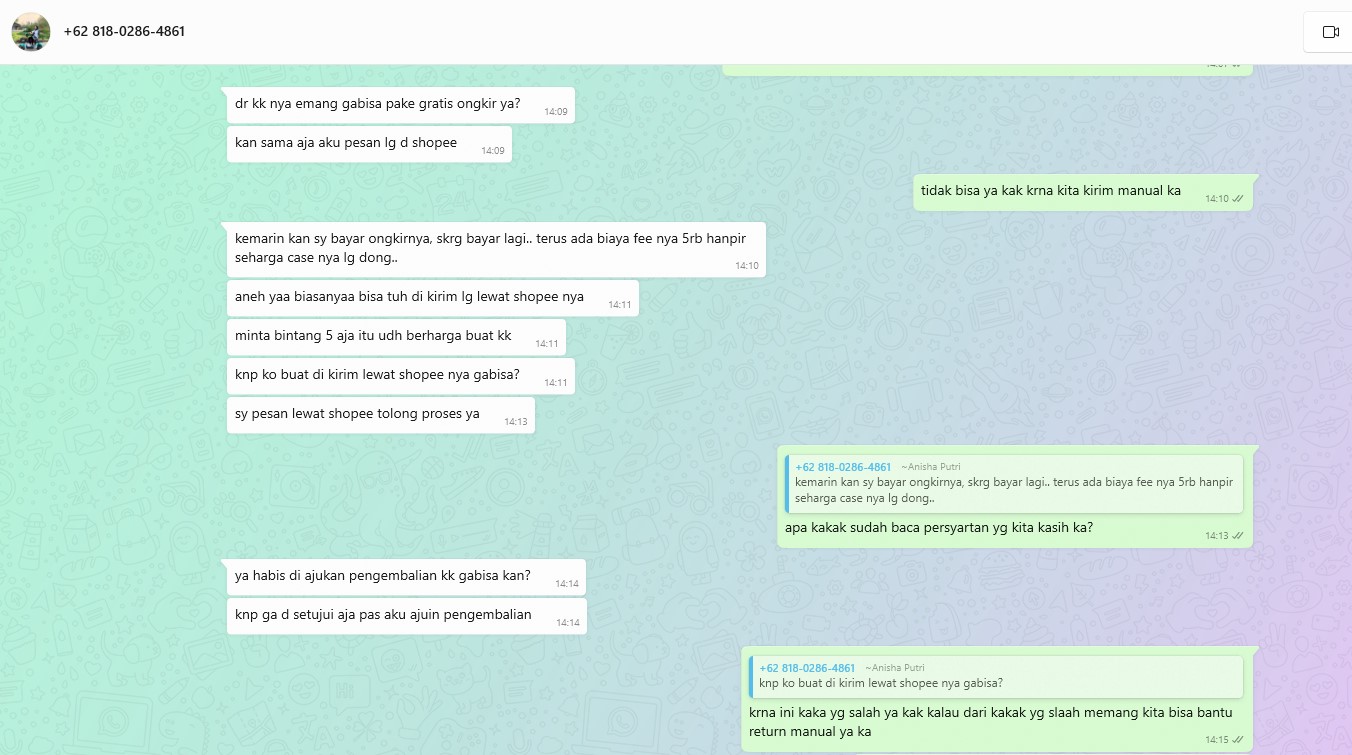 +62 818-0286-4861
dr kk nya emang gabisa pake gratis ongkir ya?
14:09
kan sama aja aku pesan lg d shopee
14:09
tidak bisa ya kak krna kita kirim manual ka
14:10
kemarin kan sy bayar ongkirnya, skrg bayar lagi.. terus ada biaya fee nya 5rb hanpir
seharga case nya lg dong..
14:10
aneh yaa biasanyaa bisa tuh di kirim lg lewat shopee nya
14:11
minta bintang 5 aja itu udh berharga buat kk
14:11
knp ko buat di kirim lewat shopee nya gabisa?
14:11
sy pesan lewat shopee tolong proses ya
14:13
+62 818-0286-4861 ~Anisha Putri
kemarin kan sy bayar ongkirnya, skrg bayar lagi.. terus ada biaya fee nya 5rb hanpir
seharga case nya lg dong..
apa kakak sudah baca persyartan yg kita kasih ka?
14:13
ya habis di ajukan pengembalian kk gabisa kan?
14:14
knp ga d setujui aja pas aku ajuin pengembalian
14:14
+62 818-0286-4861 ~Anisha Putri
knp ko buat di kirim lewat shopee nya gabisa?
krna ini kaka yg salah ya kak kalau dari kakak yg slaah memang kita bisa bantu
return manual ya ka
14:15